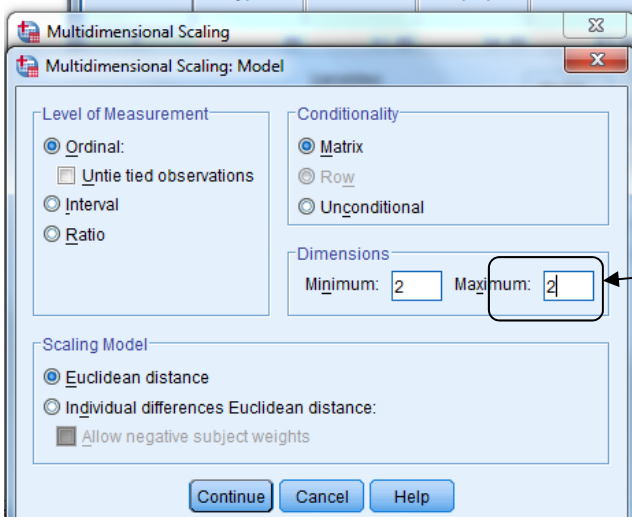 Multidimensional Scaling
Multidimensional Scaling: Model
Level of Measurement
Ordinal:
Untie tied observations
Interval
Ratio
Conditionality
Matrix
Row
Unconditional
Dimensions
Minimum: 2 Maximum: 2
Scaling Model
Euclidean distance
Individual differences Euclidean distance:
Allow negative subject weights
Continue Cancel Help